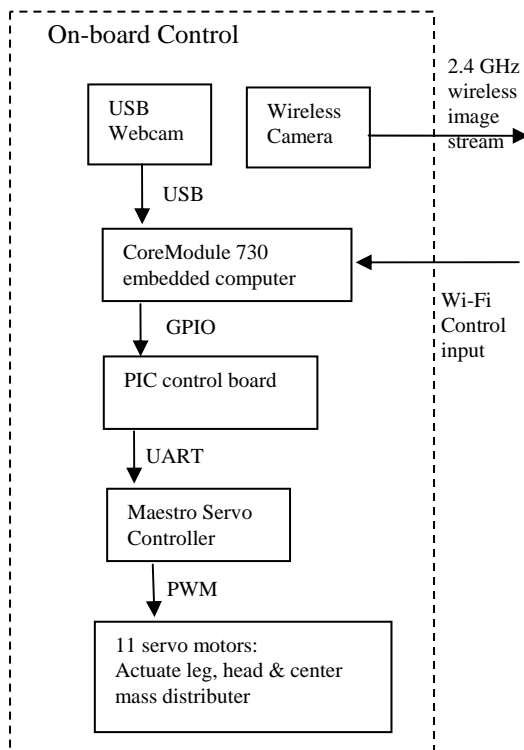 On-board Control
USB
Webcam
Wireless
Camera
2.4 GHz
wireless
image
stream
USB
CoreModule 730
embedded computer
Wi-Fi
Control
input
GPIO
PIC control board
UART
Maestro Servo
Controller
PWM
11 servo motors:
Actuate leg, head & center
mass distributer